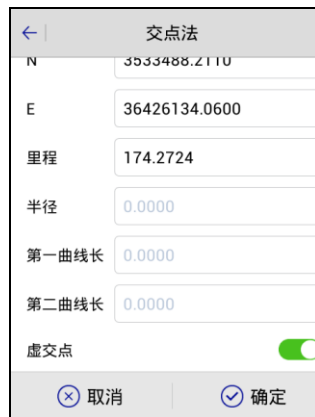 交点法
N 3533488.2110
E 36426134.0600
里程 174.2724
半径 0.0000
第一曲线长 0.0000
第二曲线长 0.0000
虚交点
取消 确定